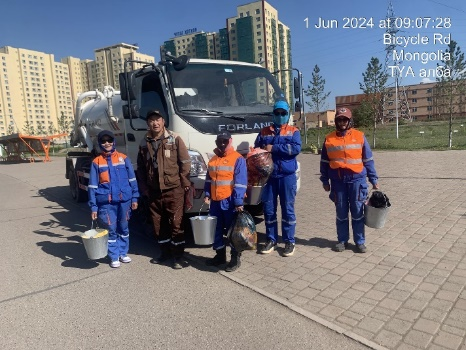 1 Jun 2024 at 09:07:28
Bicycle Rd
Mongolia
ТҮА алба
FORLAND